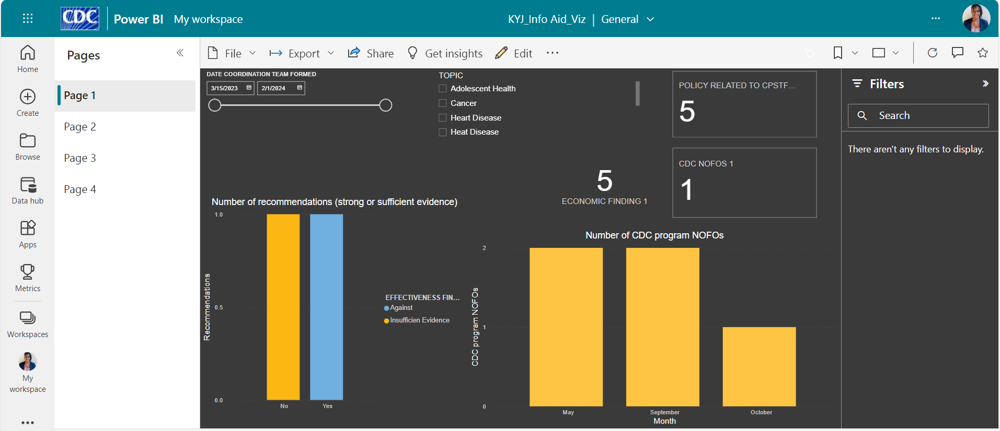 CDC
Power BI
My workspace
KYJ_Info Aid_Viz | General
Home
Create
Browse
Data hub
Apps
Metrics
Workspaces
My
workspace
Pages
Page 1
Page 2
Page 3
Page 4
File
Export
Share
Get insights
Edit
DATE COORDINATION TEAM FORMED
3/15/2023
2/1/2024
TOPIC
Adolescent Health
Cancer
Heart Disease
Heat Disease
POLICY RELATED TO CPSTF...
5
CDC NOFOS 1
1
5
ECONOMIC FINDING 1
Number of recommendations (strong or sufficient evidence)
Recommendations
1.0
0.5
0.0
No
Yes
EFFECTIVENESS FIN...
Against
Insufficien Evidence
Number of CDC program NOFOs
CDC program NOFOs
2
1
0
May
September
October
Month
Filters
Search
There aren't any filters to display.